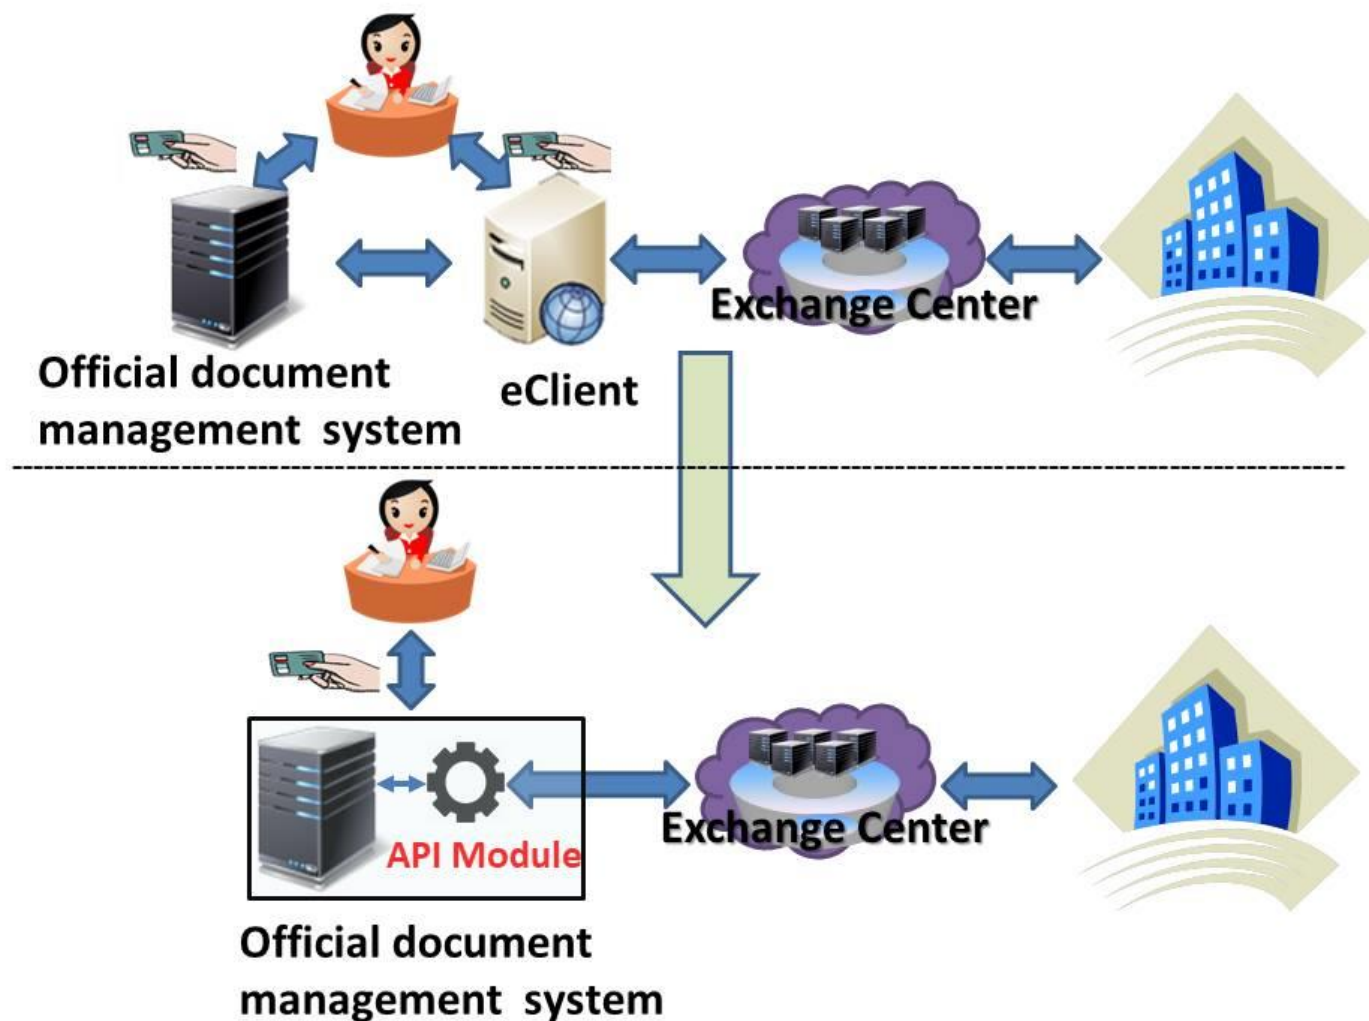 Exchange Center
Official document
management system
eClient
API Module
Exchange Center
Official document
management system